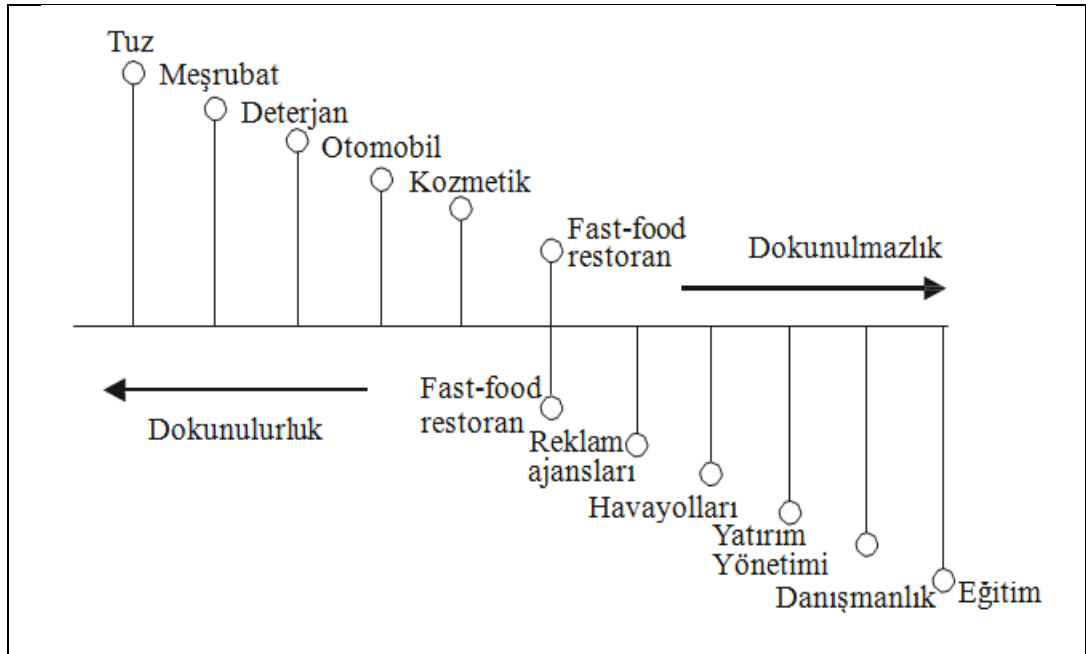 Tuz
Meşrubat
Deterjan
Otomobil
Kozmetik
Fast-food
restoran
Dokunulmazlık
Dokunulurluk
Fast-food
restoran
Reklam
ajansları
Havayolları
Yatırım
Yönetimi
Danışmanlık
Eğitim